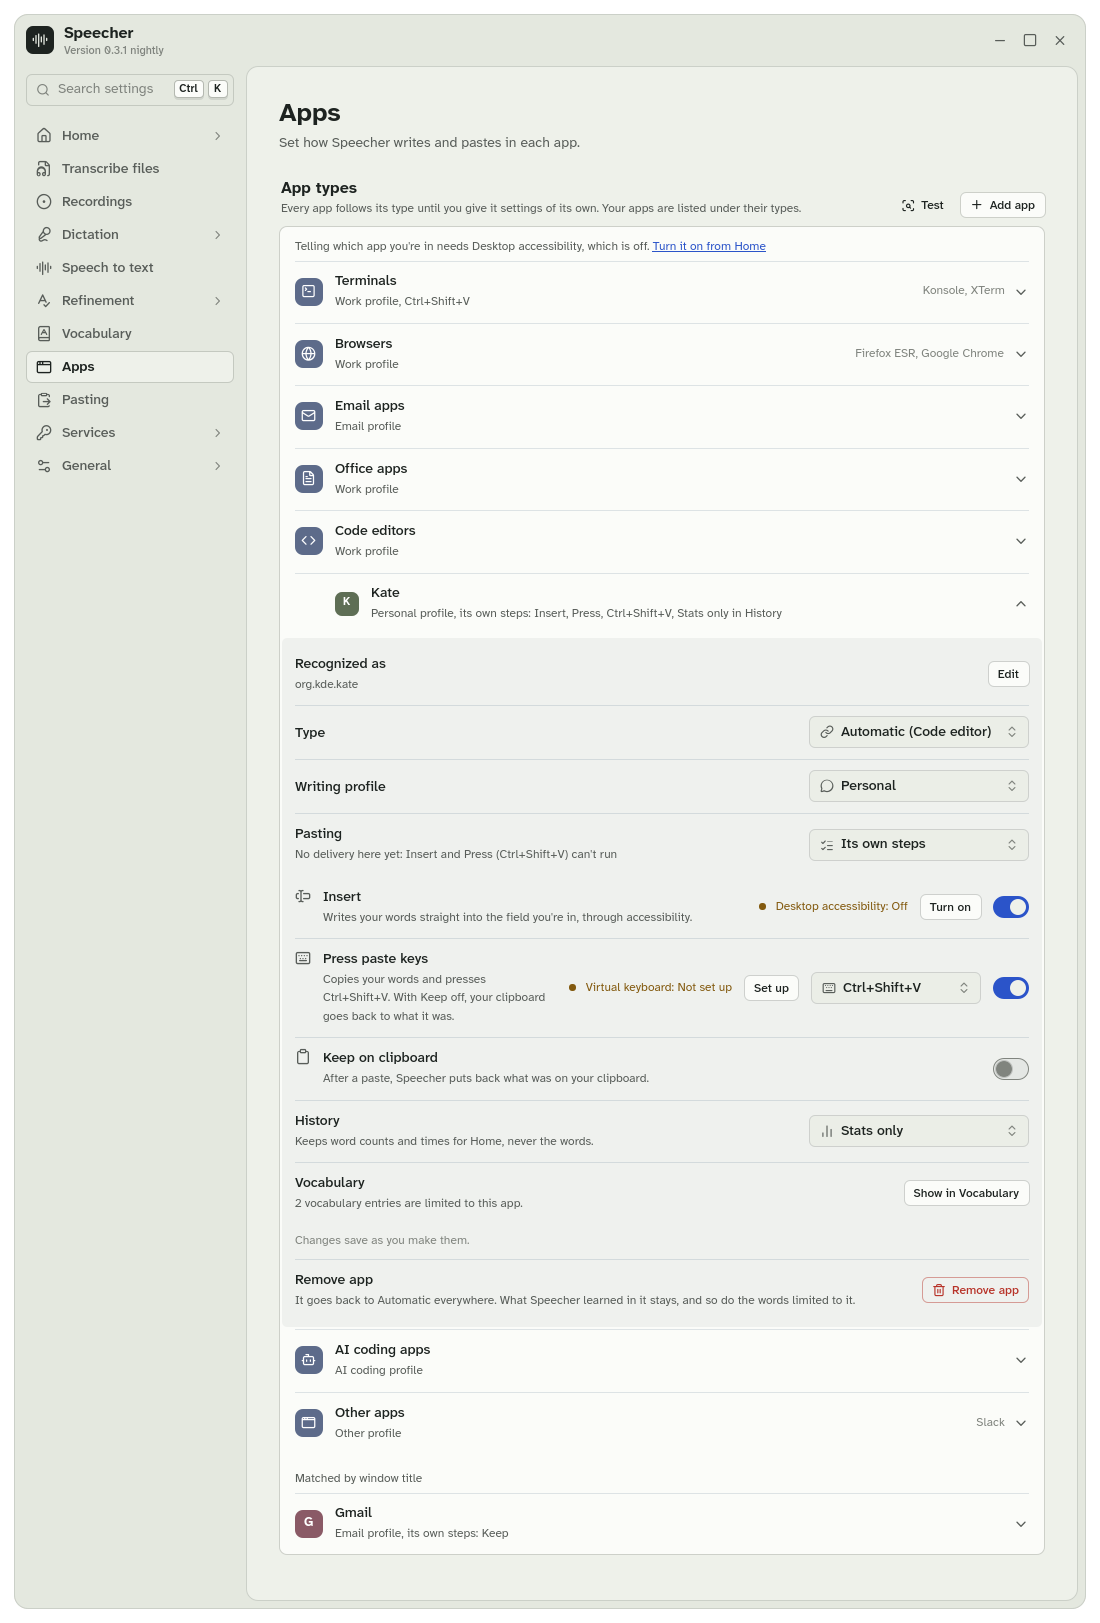 Speecher
Version 0.3.1 nightly
Search settings
Ctrl
K
Home
Transcribe files
Recordings
Dictation
Speech to text
Refinement
Vocabulary
Apps
Pasting
Services
General
Apps
Set how Speecher writes and pastes in each app.
App types
Every app follows its type until you give it settings of its own. Your apps are listed under their types.
Test
Add app
Telling which app you're in needs Desktop accessibility, which is off. Turn it on from Home
Terminals
Work profile, Ctrl+Shift+V
Konsole, XTerm
Browsers
Work profile
Firefox ESR, Google Chrome
Email apps
Email profile
Office apps
Work profile
Code editors
Work profile
K
Kate
Personal profile, its own steps: Insert, Press, Ctrl+Shift+V, Stats only in History
Recognized as
org.kde.kate
Edit
Type
Automatic (Code editor)
Writing profile
Personal
Pasting
No delivery here yet: Insert and Press (Ctrl+Shift+V) can't run
Its own steps
Insert
Writes your words straight into the field you're in, through accessibility.
Desktop accessibility: Off
Turn on
Press paste keys
Copies your words and presses
Ctrl+Shift+V. With Keep off, your clipboard
goes back to what it was.
Virtual keyboard: Not set up
Set up
Ctrl+Shift+V
Keep on clipboard
After a paste, Speecher puts back what was on your clipboard.
History
Keeps word counts and times for Home, never the words.
Stats only
Vocabulary
2 vocabulary entries are limited to this app.
Show in Vocabulary
Changes save as you make them.
Remove app
It goes back to Automatic everywhere. What Speecher learned in it stays, and so do the words limited to it.
Remove app
AI coding apps
AI coding profile
Other apps
Other profile
Slack
Matched by window title
G
Gmail
Email profile, its own steps: Keep